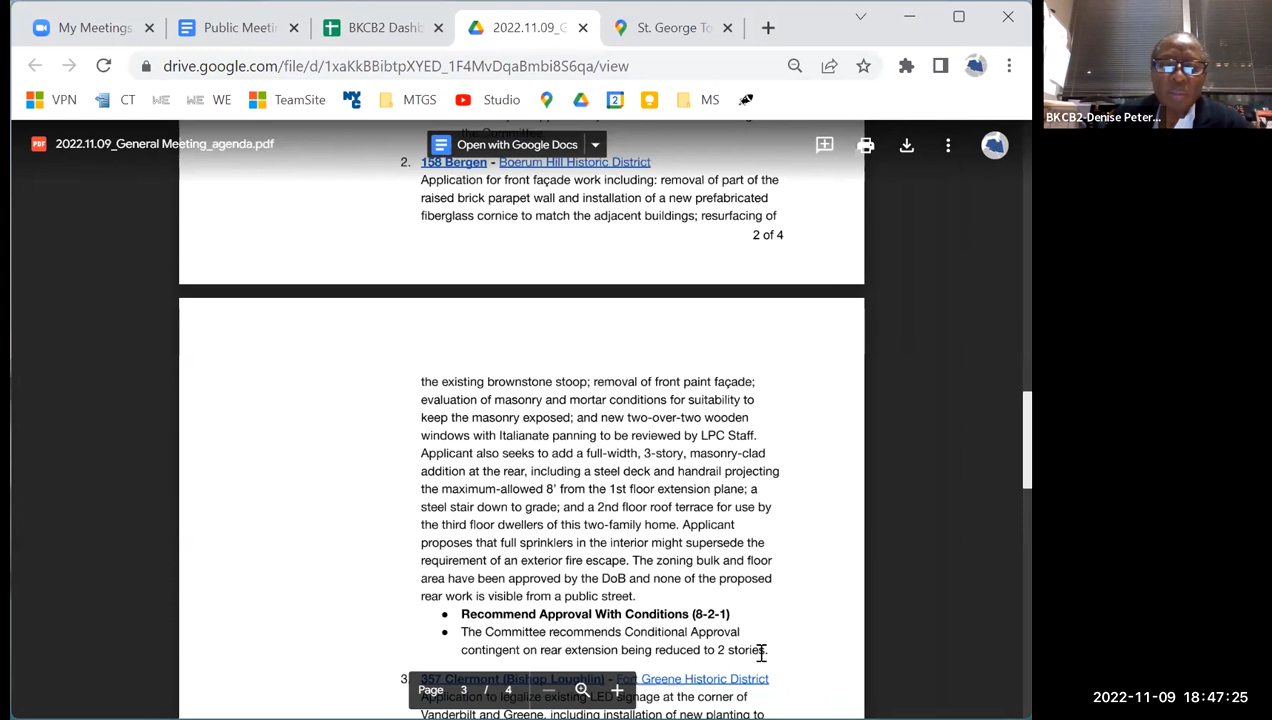 My Meetings
Public Meeti
BKCB2 Dashb
2022.11.09_G
St. George To
drive.google.com/file/d/1xaKkBBibtpXYED_1F4MvDqaBmbi8S6qa/view
VPN
CT
WE
TeamSite
MTGS
Studio
MS
BKCB2-Denise Peter...
PDF
2022.11.09_General Meeting_agenda.pdf
Open with Google Docs
the Committee.
2. 158 Bergen - Boerum Hill Historic District
Application for front façade work including: removal of part of the
raised brick parapet wall and installation of a new prefabricated
fiberglass cornice to match the adjacent buildings; resurfacing of
2 of 4
the existing brownstone stoop; removal of front paint façade;
evaluation of masonry and mortar conditions for suitability to
keep the masonry exposed; and new two-over-two wooden
windows with Italianate panning to be reviewed by LPC Staff.
Applicant also seeks to add a full-width, 3-story, masonry-clad
addition at the rear, including a steel deck and handrail projecting
the maximum-allowed 8' from the 1st floor extension plane; a
steel stair down to grade; and a 2nd floor roof terrace for use by
the third floor dwellers of this two-family home. Applicant
proposes that full sprinklers in the interior might supersede the
requirement of an exterior fire escape. The zoning bulk and floor
area have been approved by the DoB and none of the proposed
rear work is visible from a public street.
• Recommend Approval With Conditions (8-2-1)
• The Committee recommends Conditional Approval
contingent on rear extension being reduced to 2 stories.
3. 357 Clermont (Bishop Loughlin) - Fort Greene Historic District
Application to legalize existing LED signage at the corner of
Vanderbilt and Greene, including installation of new planting to
Page 3 / 4
2022-11-09 18:47:25